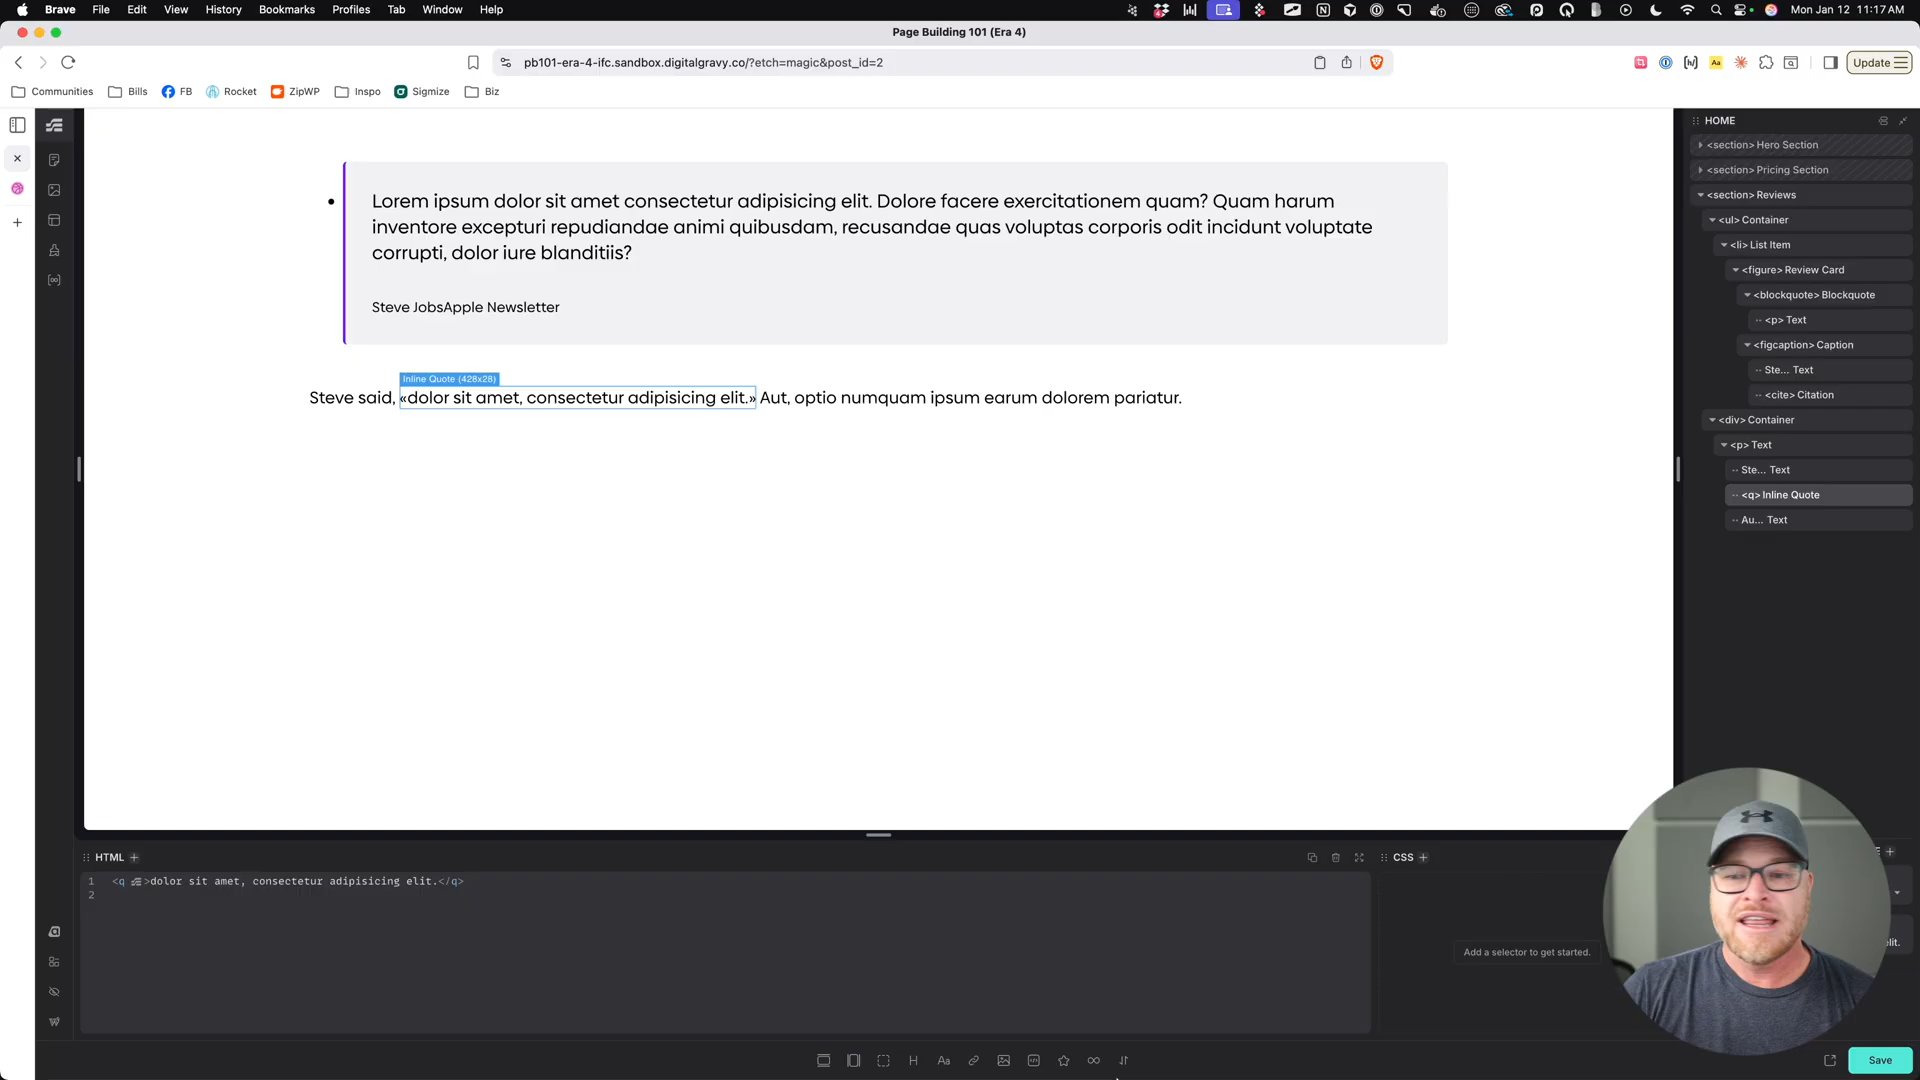 Brave File Edit View History Bookmarks Profiles Tab Window Help
Mon Jan 12 11:17 AM
Page Building 101 (Era 4)
pb101-era-4-ifc.sandbox.digitalgravy.co/?etch=magic&post_id=2
Update
Communities Bills FB Rocket ZipWP Inspo Sigmize Biz
HOME
<section> Hero Section
<section> Pricing Section
<section> Reviews
<ul> Container
<li> List Item
<figure> Review Card
<blockquote> Blockquote
<p> Text
<figcaption> Caption
Ste... Text
<cite> Citation
<div> Container
<p> Text
Ste... Text
<q> Inline Quote
Au... Text
Lorem ipsum dolor sit amet consectetur adipisicing elit. Dolore facere exercitationem quam? Quam harum
inventore excepturi repudiandae animi quibusdam, recusandae quas voluptas corporis odit incidunt voluptate
corrupti, dolor iure blanditiis?
Steve JobsApple Newsletter
Inline Quote (428x28)
Steve said, «dolor sit amet, consectetur adipisicing elit.» Aut, optio numquam ipsum earum dolorem pariatur.
HTML
1 <q >dolor sit amet, consectetur adipisicing elit.</q>
2
CSS
Add a selector to get started.
elit.
Save